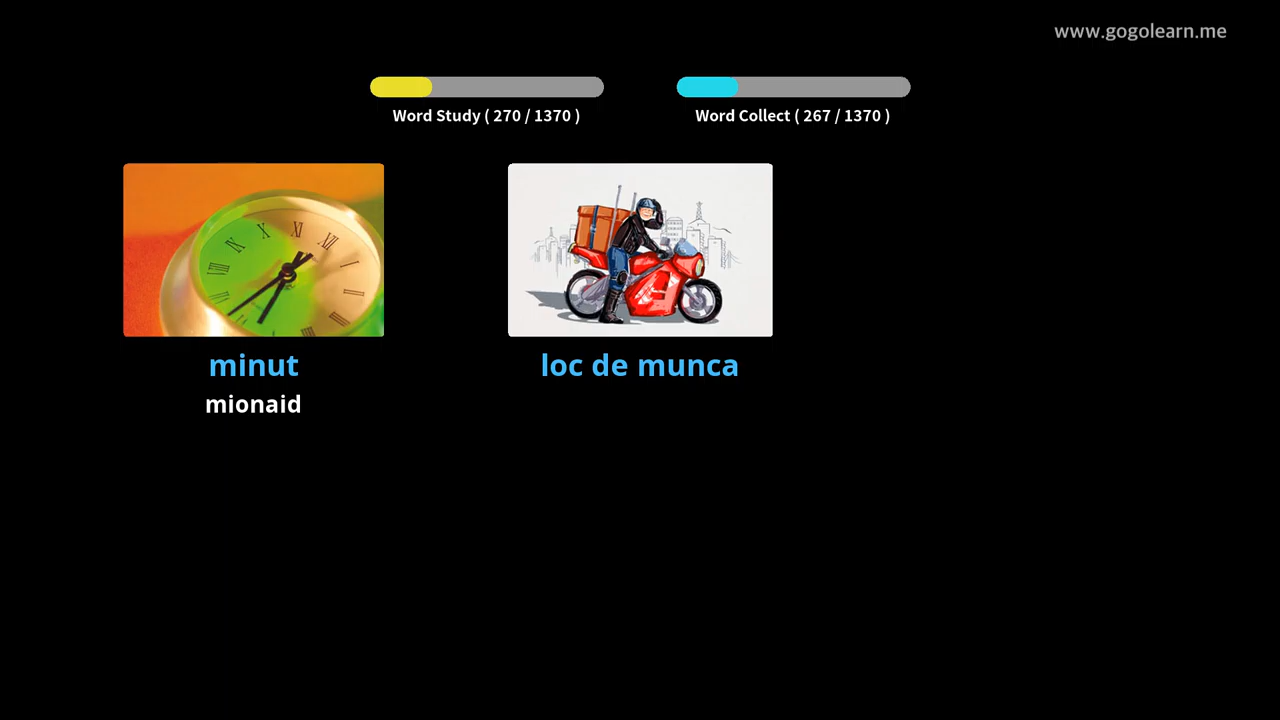 www.gogolearn.me
Word Study ( 270 / 1370 )
Word Collect ( 267 / 1370 )
minut
mionaid
loc de munca